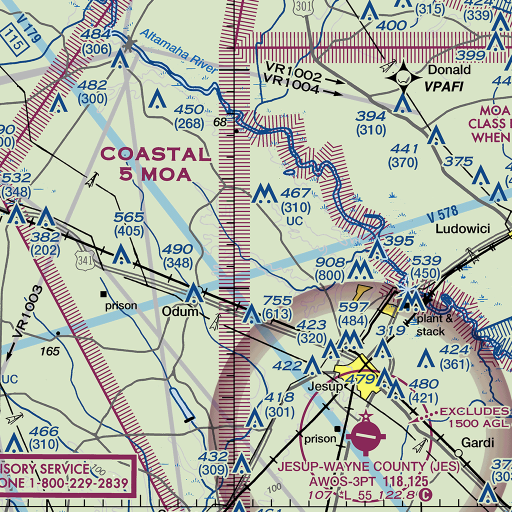 V 179
115
484
(306)
Altamaha River
301
400
(315)
424
(339)
VR1002
VR1004
Donald
VPAFI
482
(300)
450
(268)
68
394
(310)
MOA
CLASS
WHEN
441
(370)
375
COASTAL
5 MOA
532
(348)
467
(310)
UC
V 578
Ludowici
565
(405)
382
(202)
490
(348)
395
341
908
(800)
539
(450)
prison
Odum
755
(613)
597
(484)
plant &
stack
VR1003
165
423
(320)
319
424
(361)
UC
422
479
Jesup
480
(421)
418
(301)
EXCLUDES
1500 AGL
466
(310)
prison
Gardi
432
(309)
JESUP-WAYNE COUNTY (JES)
AWOS-3PT 118.125
107 *L 55 122.8 C
ISORY SERVICE
ONE 1-800-229-2839